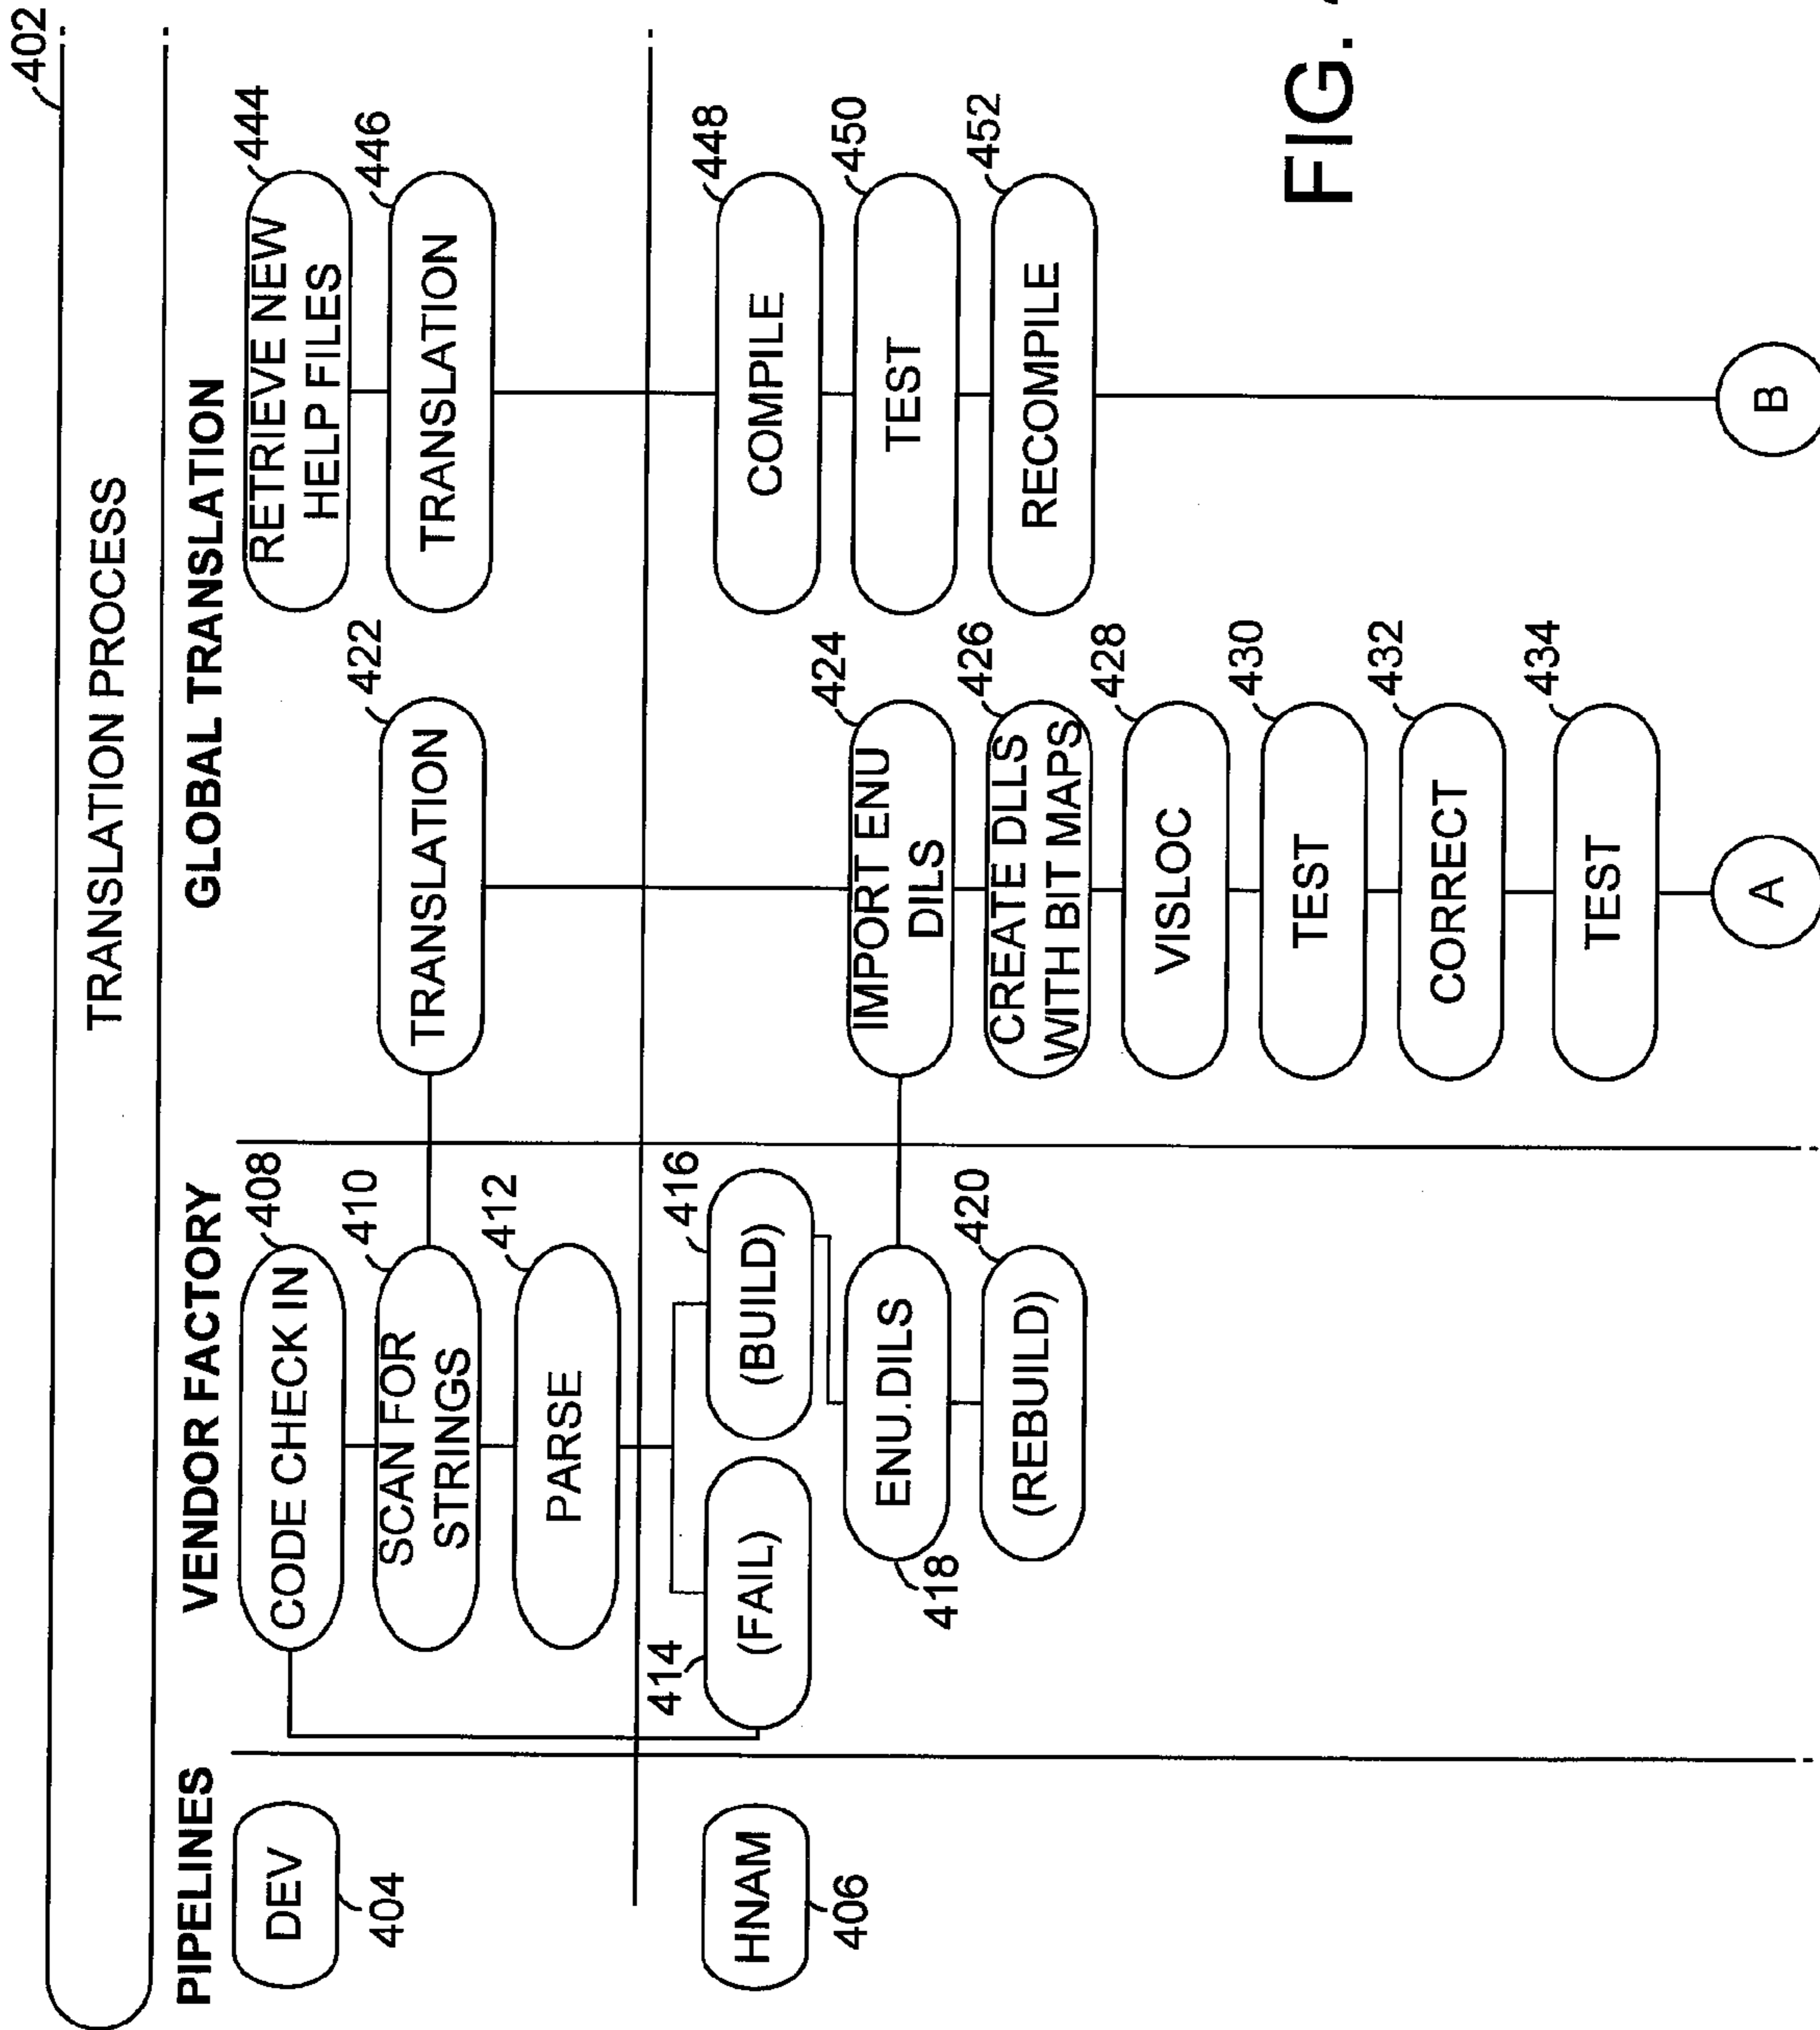 402
TRANSLATION PROCESS
PIPELINES
VENDOR FACTORY
GLOBAL TRANSLATION
DEV
404
HNAM
406
CODE CHECK IN
408
SCAN FOR
STRINGS
410
PARSE
412
414
(FAIL)
(BUILD)
416
ENU.DILS
418
(REBUILD)
420
TRANSLATION
422
IMPORT ENU
DILS
424
CREATE DLLS
WITH BIT MAPS
426
VISLOC
428
TEST
430
CORRECT
432
TEST
434
A
RETRIEVE NEW
HELP FILES
444
TRANSLATION
446
COMPILE
448
TEST
450
RECOMPILE
452
B
FIG.